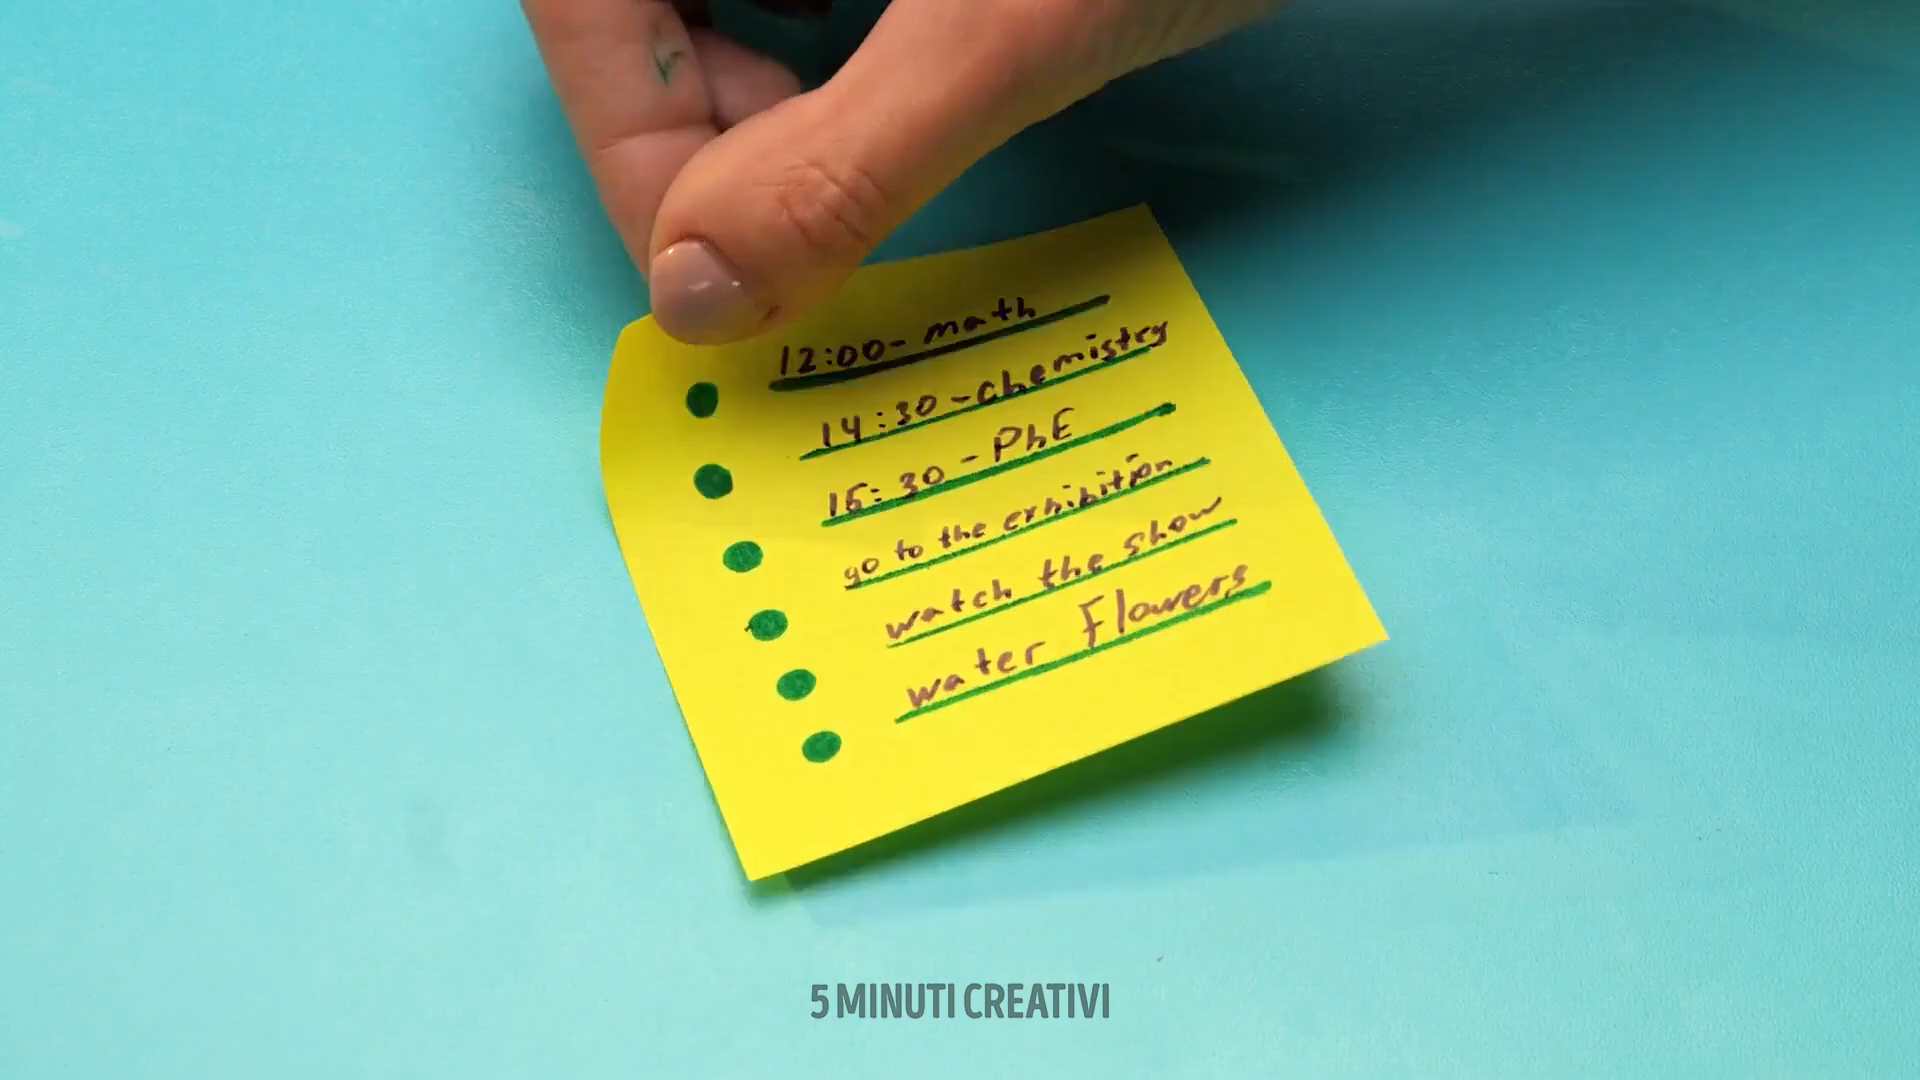 12:00- math
14:30 - chemistry
15:30 - PhE
go to the exhibition
watch the show
water Flowers
5 MINUTI CREATIVI